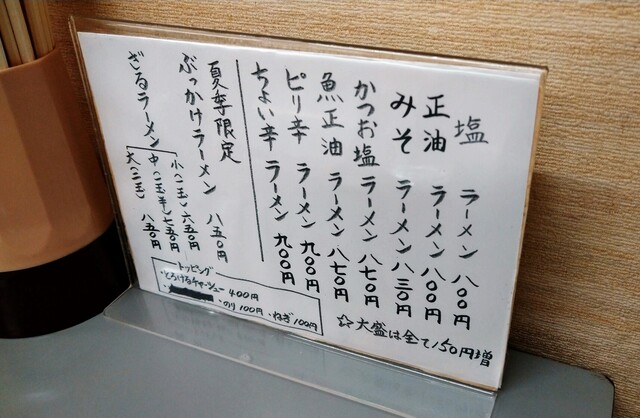 塩ラーメン 八〇〇円
正油ラーメン 八〇〇円
みそラーメン 八三〇円
かつお塩ラーメン 八七〇円
魚正油ラーメン 八七〇円
ピリ辛ラーメン 九〇〇円
ちょい辛ラーメン 九〇〇円
夏季限定
ぶっかけラーメン 八五〇円
ざるラーメン
小(一玉)六五〇円
中(一玉半)七五〇円
大(二玉) 八五〇円
トッピング
・とろけるチャーシュー 400円
・のり100円・ねぎ100円
☆大盛は全て150円増